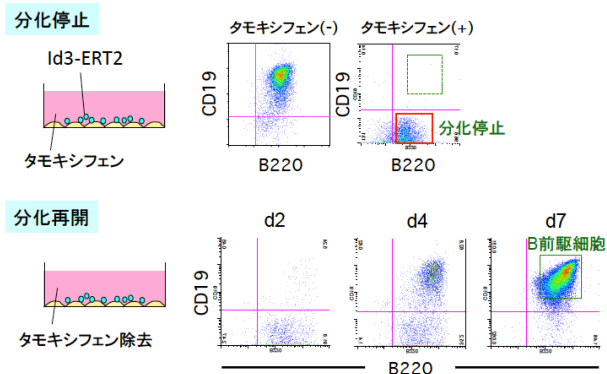 分化停止
Id3-ERT2
タモキシフェン
タモキシフェン(-)
タモキシフェン(+)
CD19
CD19
分化停止
B220
B220
分化再開
タモキシフェン除去
d2
d4
d7
B前駆細胞
CD19
B220